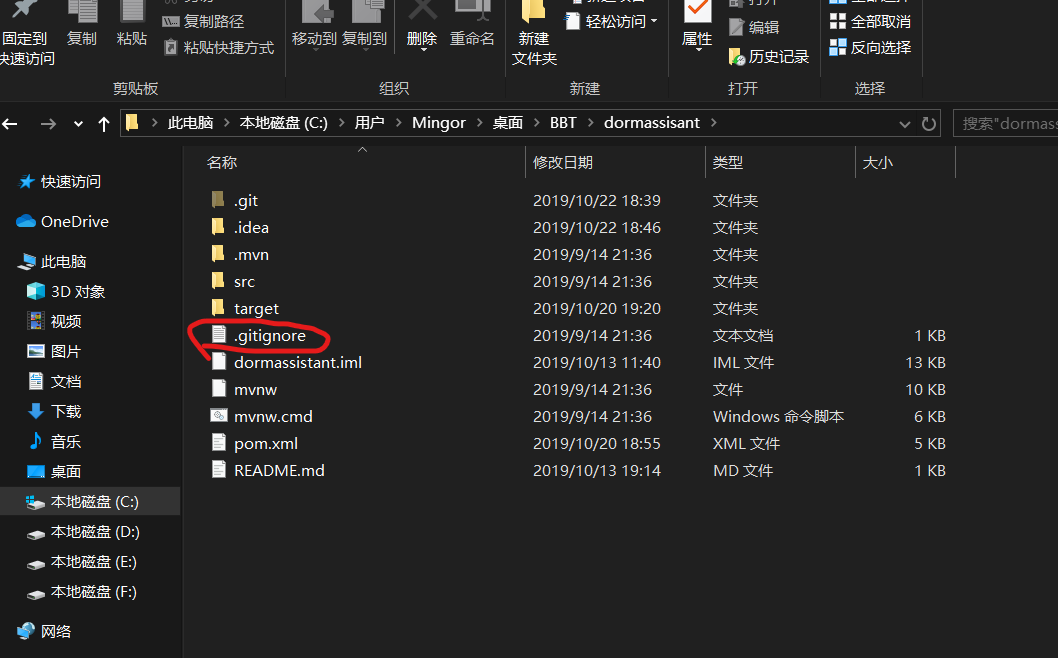 复制路径
轻松访问
编辑
全部取消
固定到
快速访问
复制
粘贴
粘贴快捷方式
移动到
复制到
删除
重命名
新建
文件夹
属性
历史记录
反向选择
剪贴板
组织
新建
打开
选择
此电脑 本地磁盘 (C:) 用户 Mingor 桌面 BBT dormassisant
搜索"dormass
名称 修改日期 类型 大小
.git 2019/10/22 18:39 文件夹
.idea 2019/10/22 18:46 文件夹
.mvn 2019/9/14 21:36 文件夹
src 2019/9/14 21:36 文件夹
target 2019/10/20 19:20 文件夹
.gitignore 2019/9/14 21:36 文本文档 1 KB
dormassistant.iml 2019/10/13 11:40 IML 文件 13 KB
mvnw 2019/9/14 21:36 文件 10 KB
mvnw.cmd 2019/9/14 21:36 Windows 命令脚本 6 KB
pom.xml 2019/10/20 18:55 XML 文件 5 KB
README.md 2019/10/13 19:14 MD 文件 1 KB
快速访问
OneDrive
此电脑
3D 对象
视频
图片
文档
下载
音乐
桌面
本地磁盘 (C:)
本地磁盘 (D:)
本地磁盘 (E:)
本地磁盘 (F:)
网络